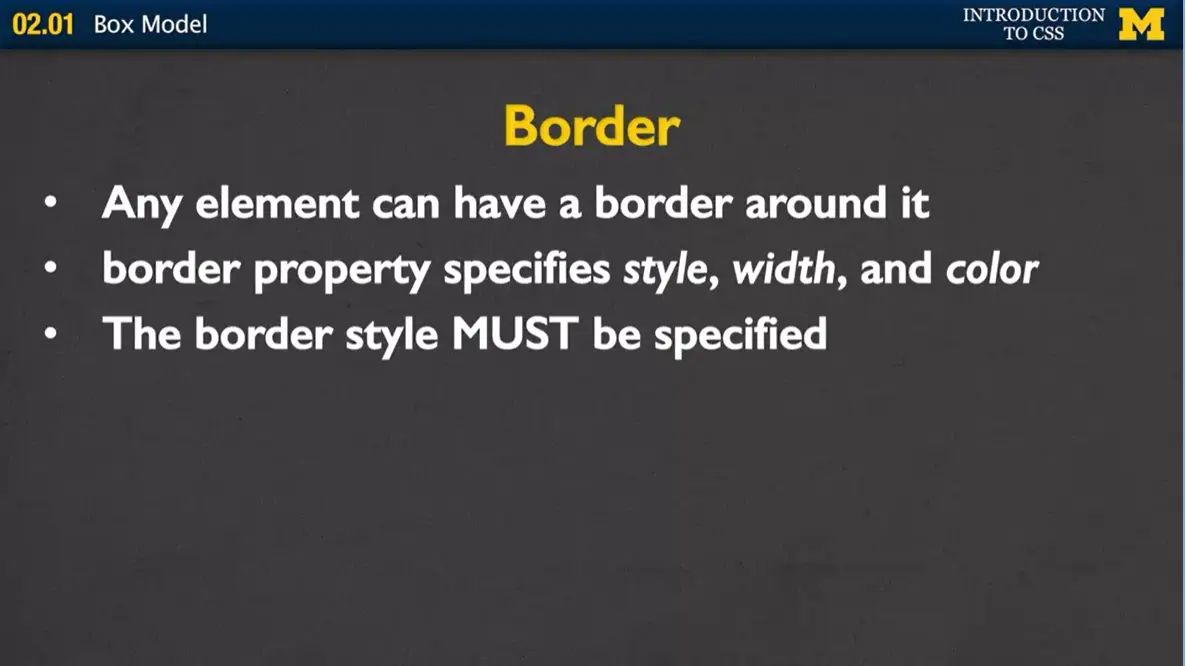 02.01 Box Model
INTRODUCTION
TO CSS
M
Border
• Any element can have a border around it
• border property specifies style, width, and color
• The border style MUST be specified